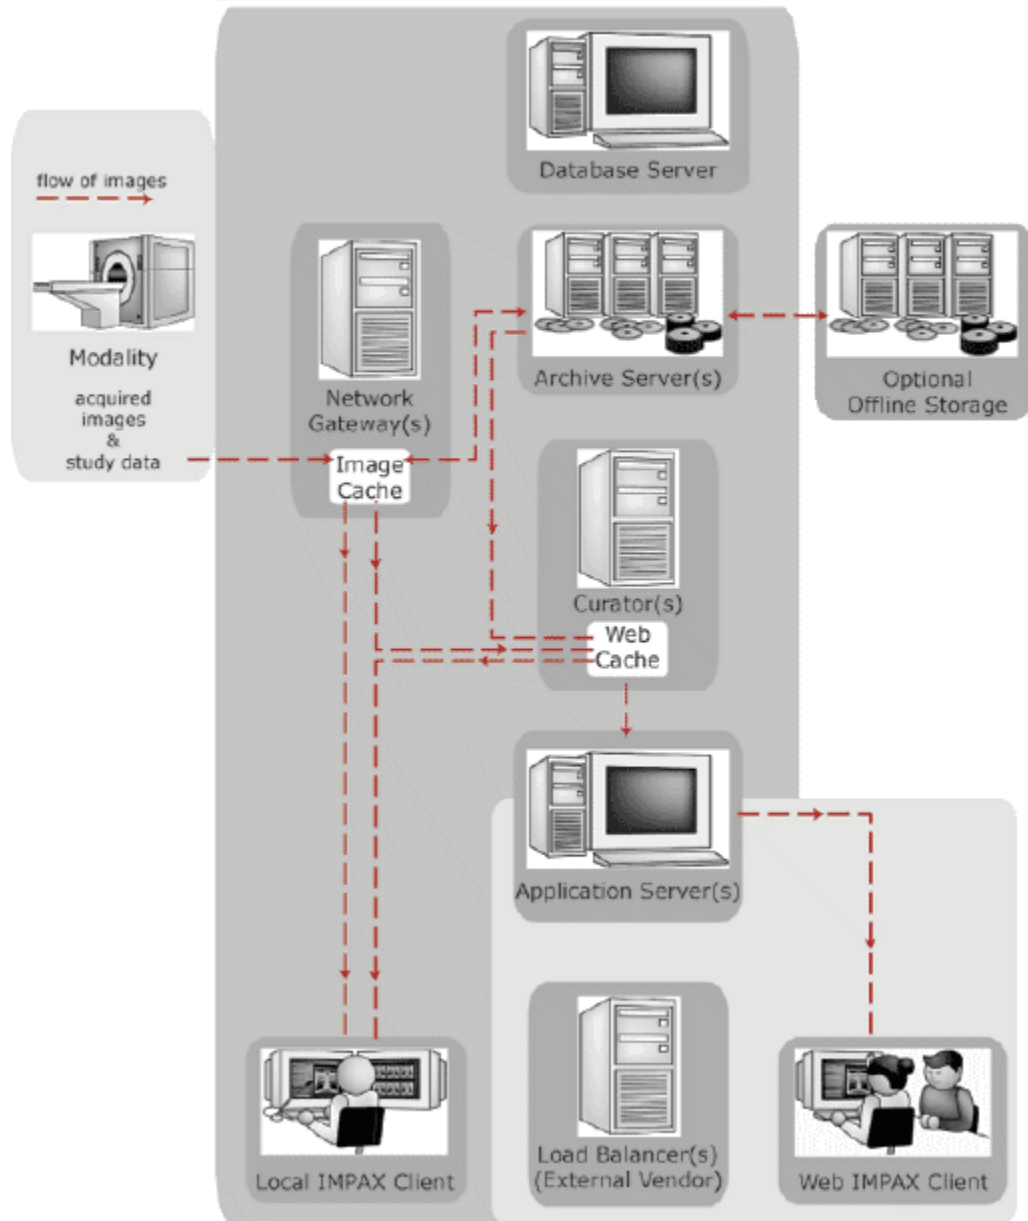 Database Server
flow of images
Modality
acquired
images
&
study data
Network
Gateway(s)
Image
Cache
Archive Server(s)
Optional
Offline Storage
Curator(s)
Web
Cache
Application Server(s)
Local IMPAX Client
Load Balancer(s)
(External Vendor)
Web IMPAX Client